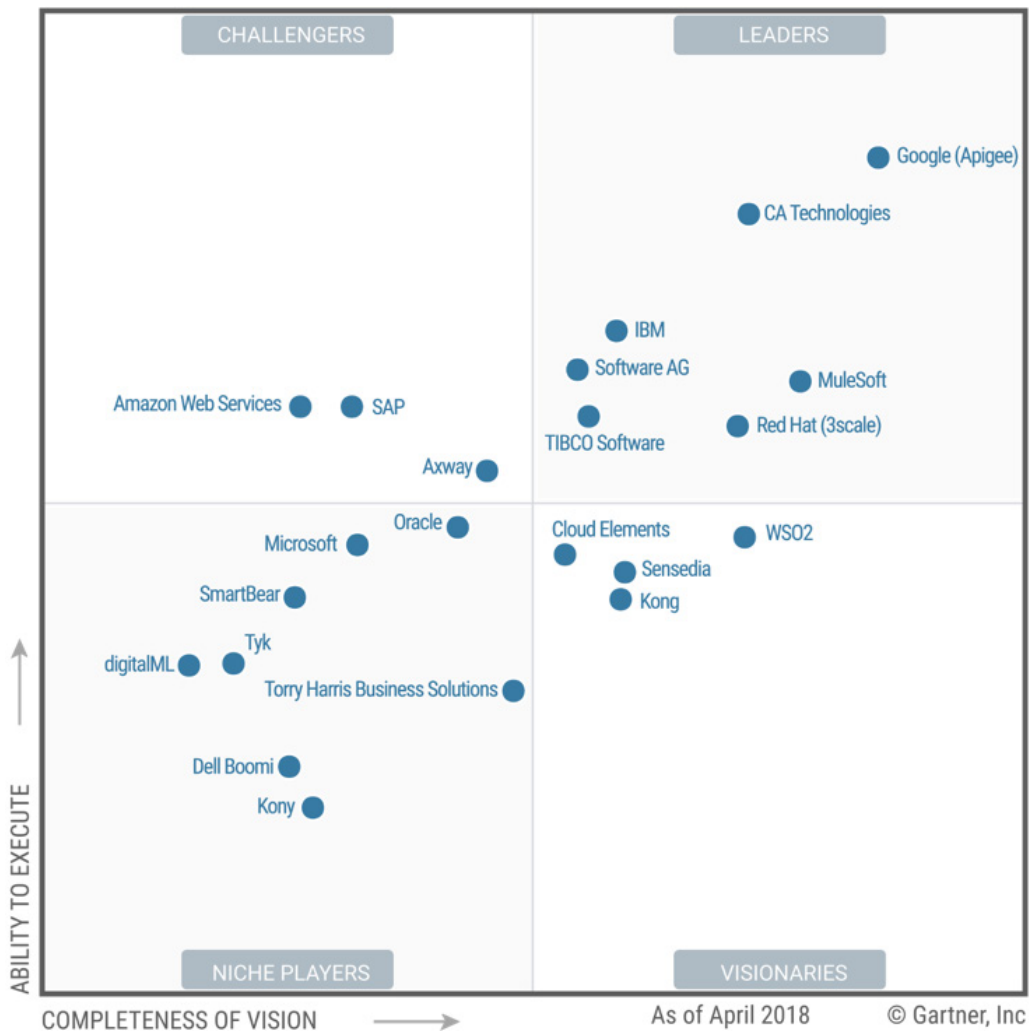 CHALLENGERS
LEADERS
Google (Apigee)
CA Technologies
IBM
Software AG
MuleSoft
Amazon Web Services
SAP
TIBCO Software
Red Hat (3scale)
Axway
Oracle
Microsoft
Cloud Elements
WSO2
Sensedia
Kong
SmartBear
Tyk
digitalML
Torry Harris Business Solutions
Dell Boomi
Kony
ABILITY TO EXECUTE
NICHE PLAYERS
VISIONARIES
COMPLETENESS OF VISION
As of April 2018
© Gartner, Inc